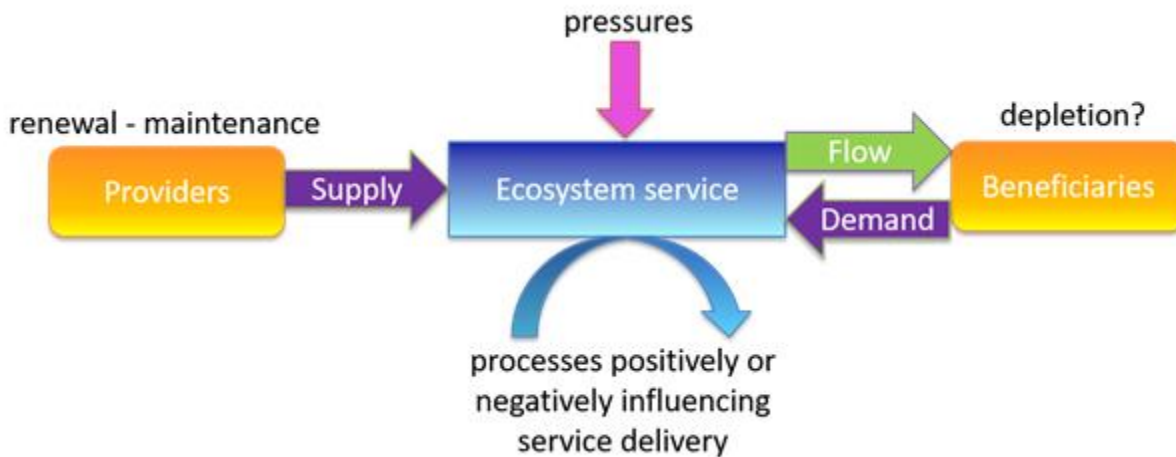 pressures
renewal - maintenance
depletion?
Providers
Supply
Ecosystem service
Flow
Demand
Beneficiaries
processes positively or
negatively influencing
service delivery